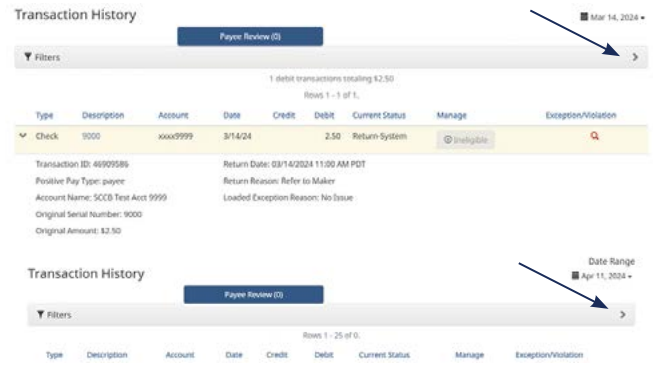 Transaction History
Mar 14, 2024
Payee Review (0)
Filters
1 debit transactions totaling $2.50
Rows 1 - 1 of 1.
Type Description Account Date Credit Debit Current Status Manage Exception/Violation
Check 9000 xxxx9999 3/14/24 2.50 Return-System Ineligible
Transaction ID: 46909586 Return Date: 03/14/2024 11:00 AM PDT
Positive Pay Type: payee Return Reason: Refer to Maker
Account Name: SCCB Test Acct 9999 Loaded Exception Reason: No Issue
Original Serial Number: 9000
Original Amount: $2.50
Date Range
Transaction History Apr 11, 2024
Payee Review (0)
Filters
Rows 1 - 25 of 0.
Type Description Account Date Credit Debit Current Status Manage Exception/Violation